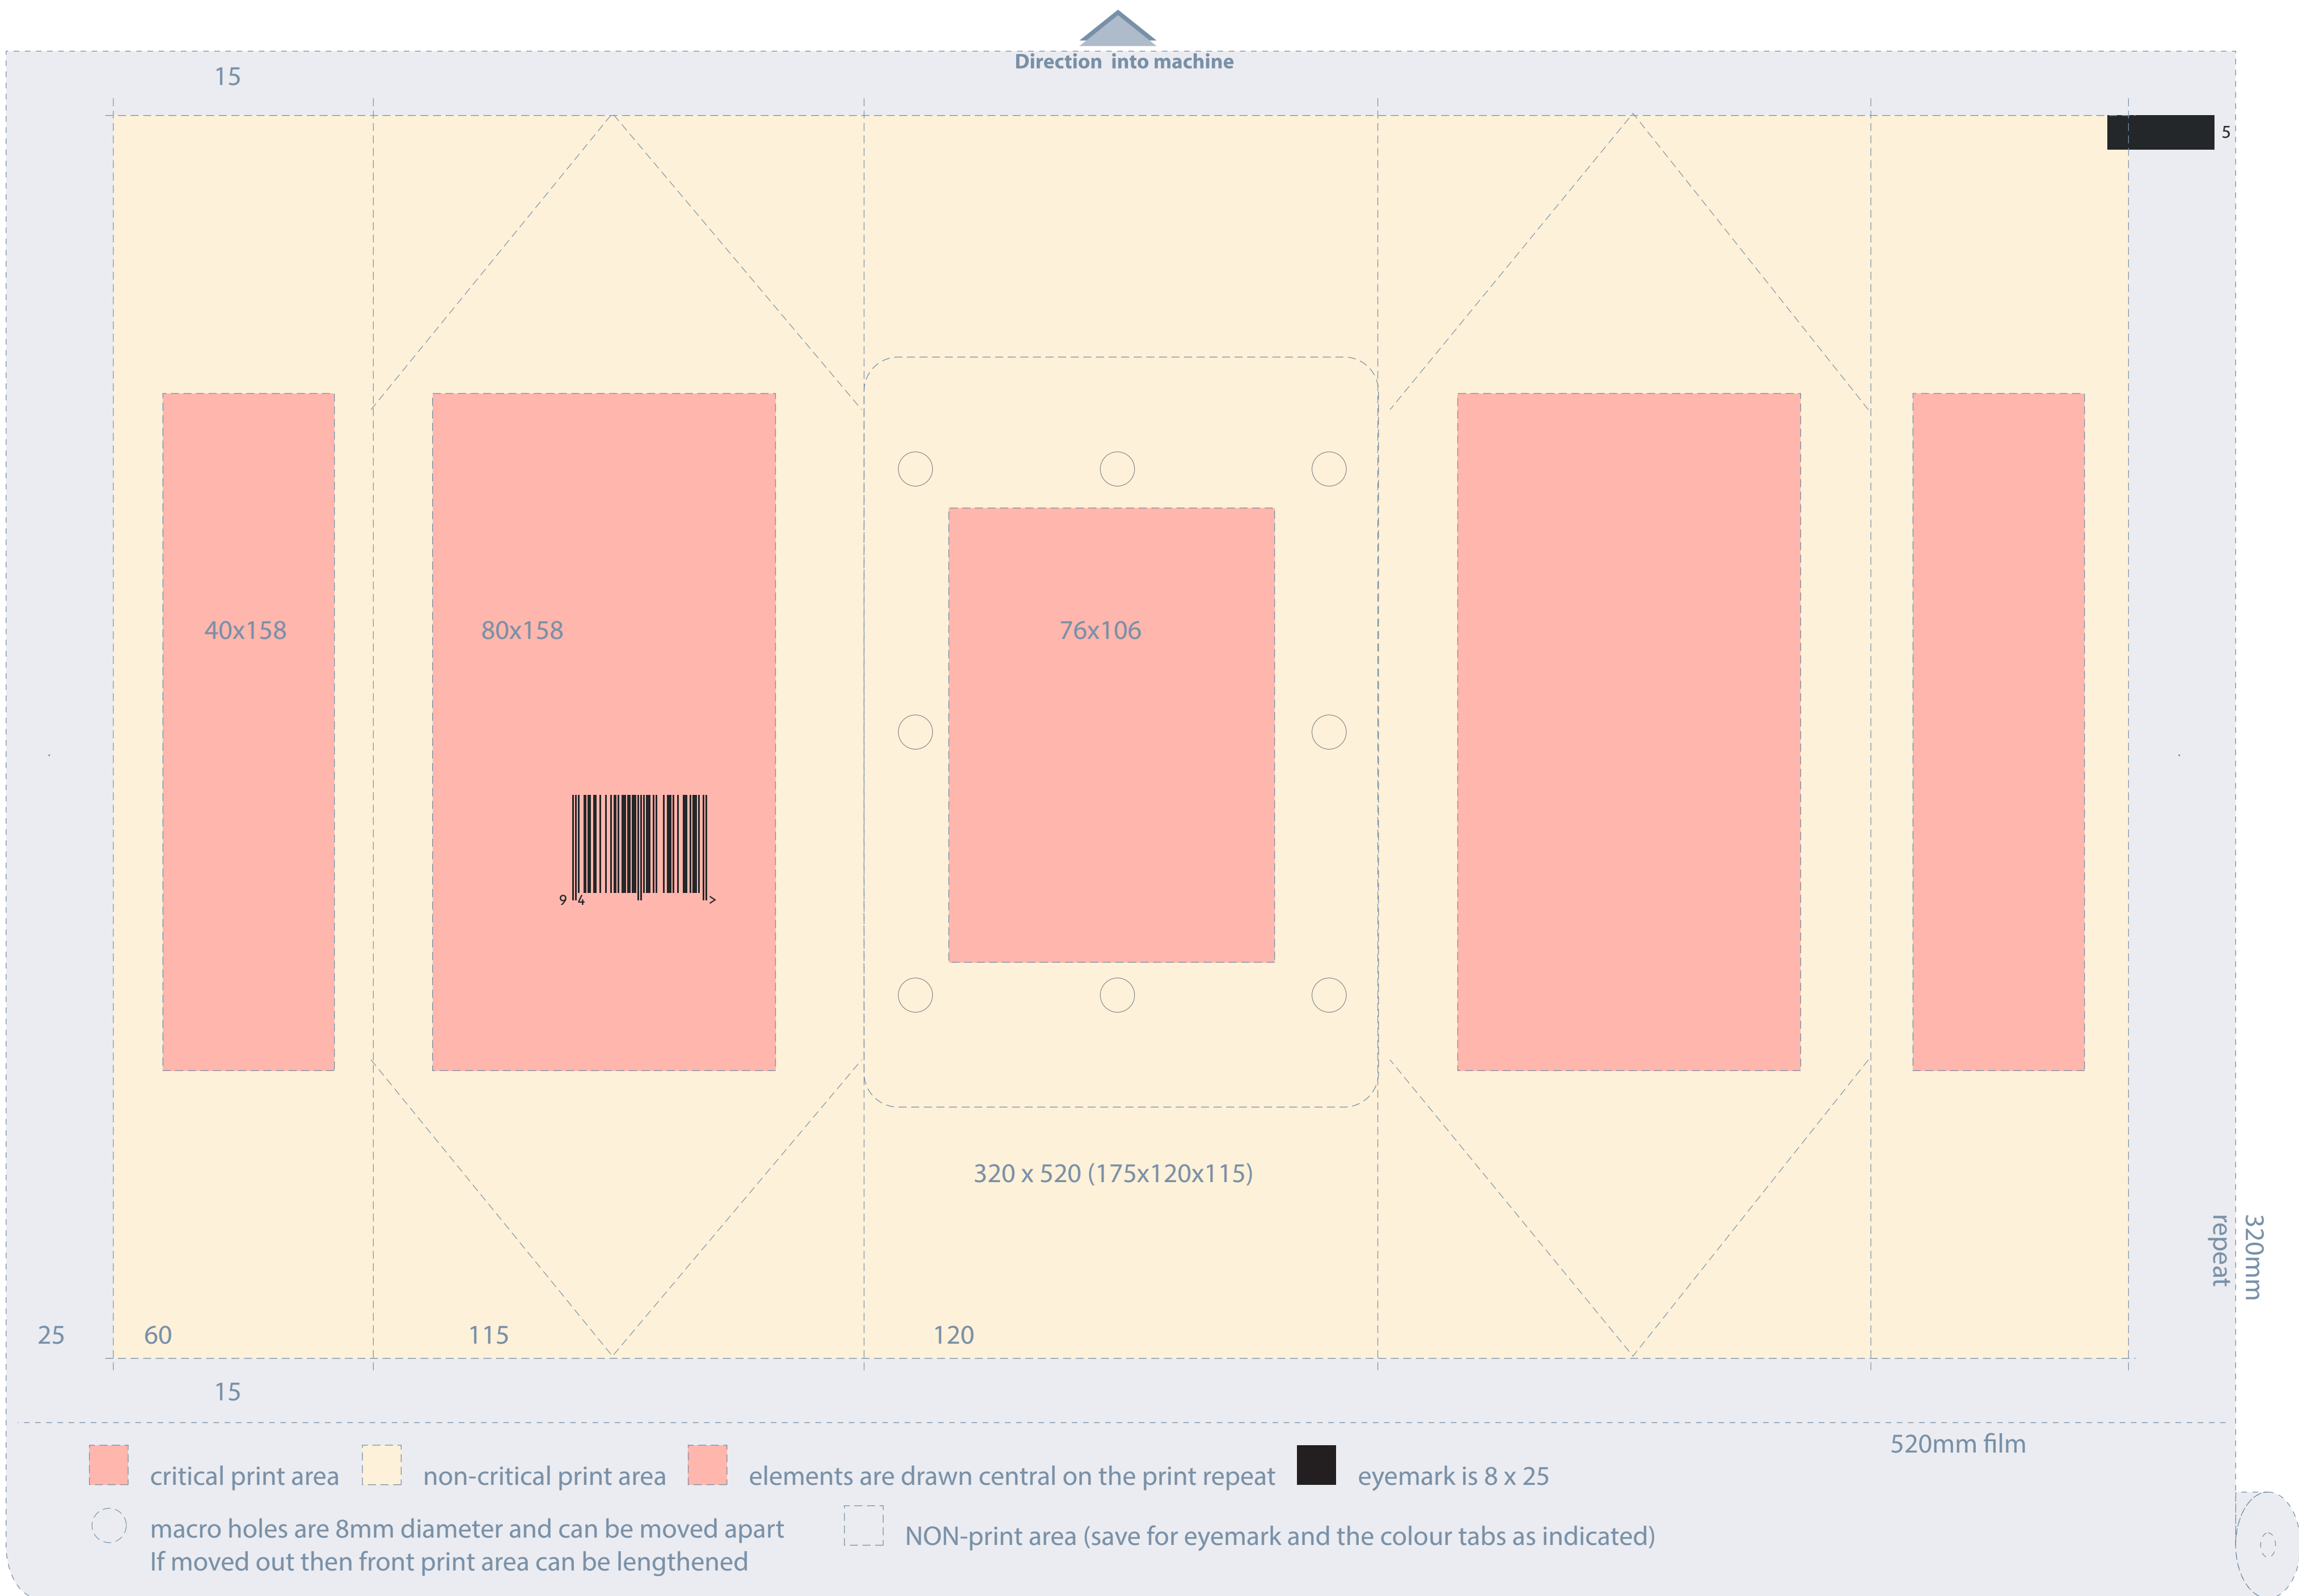 Direction into machine
15
5
40x158
80x158
76x106
9 4 >
320 x 520 (175x120x115)
320mm
repeat
25
60
115
120
15
520mm film
critical print area
non-critical print area
elements are drawn central on the print repeat
eyemark is 8 x 25
macro holes are 8mm diameter and can be moved apart
If moved out then front print area can be lengthened
NON-print area (save for eyemark and the colour tabs as indicated)